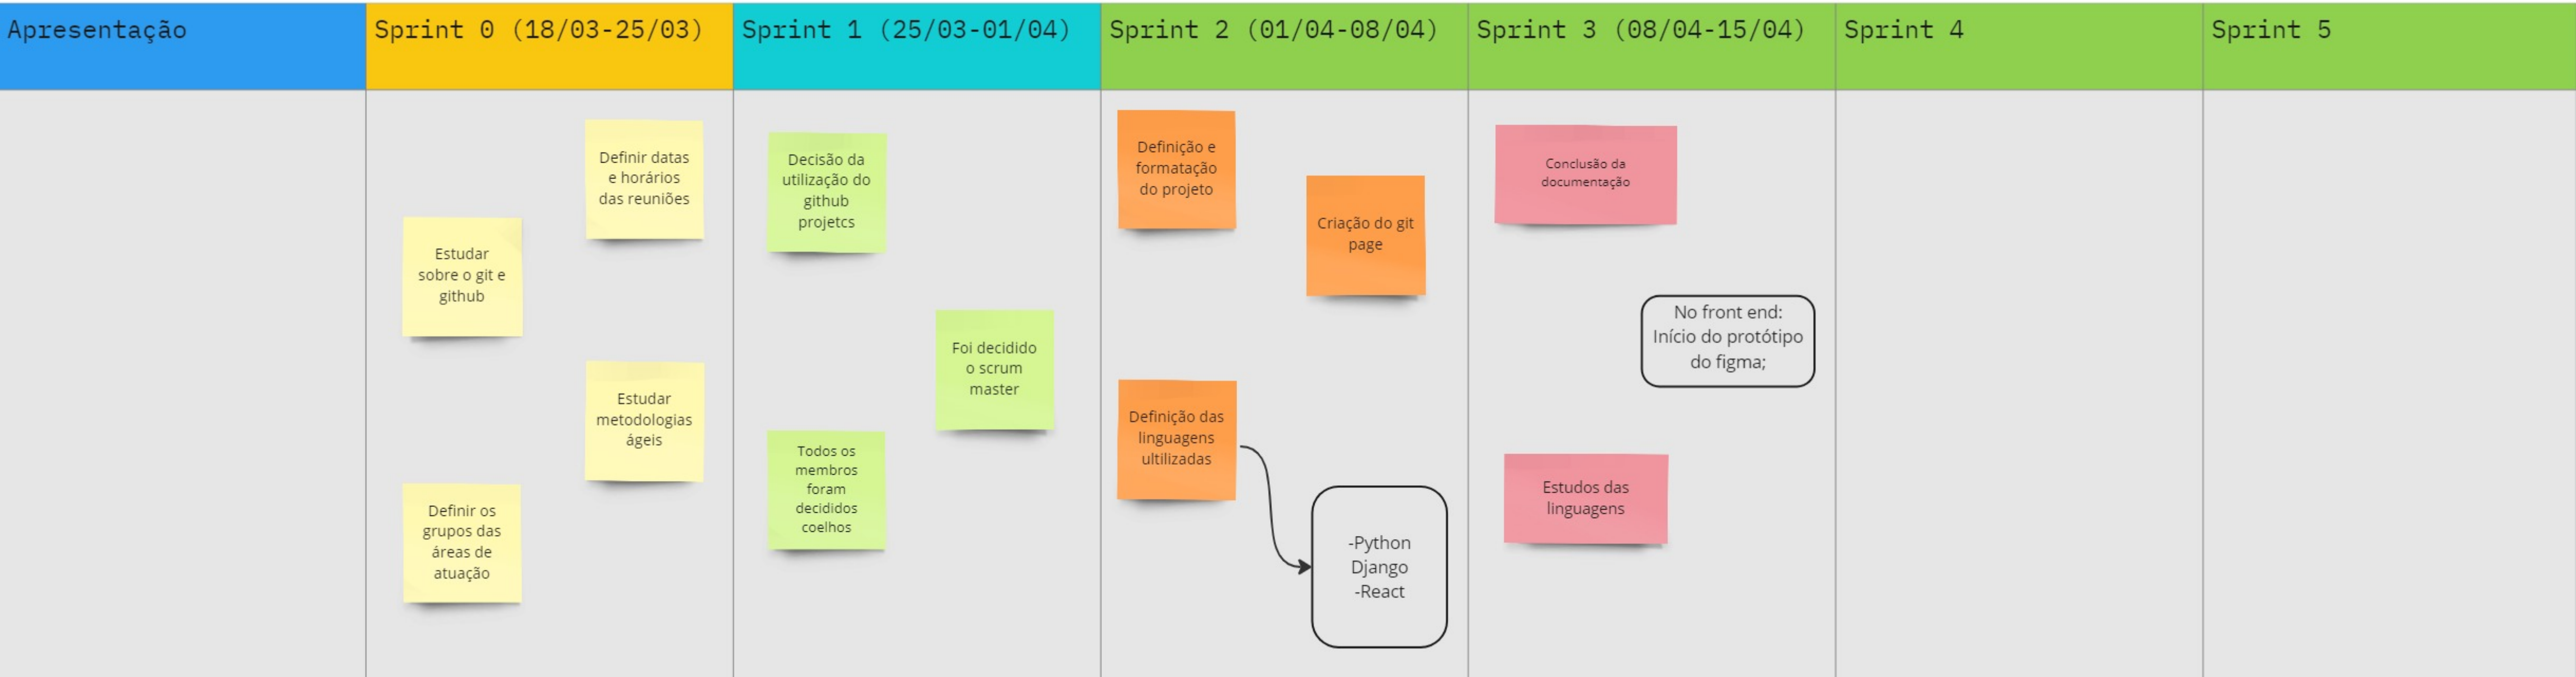 Apresentação
Sprint 0 (18/03-25/03)
Sprint 1 (25/03-01/04)
Sprint 2 (01/04-08/04)
Sprint 3 (08/04-15/04)
Sprint 4
Sprint 5
Definir datas
e horários
das reuniões
Estudar
sobre o git e
github
Estudar
metodologias
ágeis
Definir os
grupos das
áreas de
atuação
Decisão da
utilização do
github
projetcs
Foi decidido
o scrum
master
Todos os
membros
foram
decididos
coelhos
Definição e
formatação
do projeto
Criação do git
page
Definição das
linguagens
ultilizadas
-Python
Django
-React
Conclusão da
documentação
No front end:
Início do protótipo
do figma;
Estudos das
linguagens